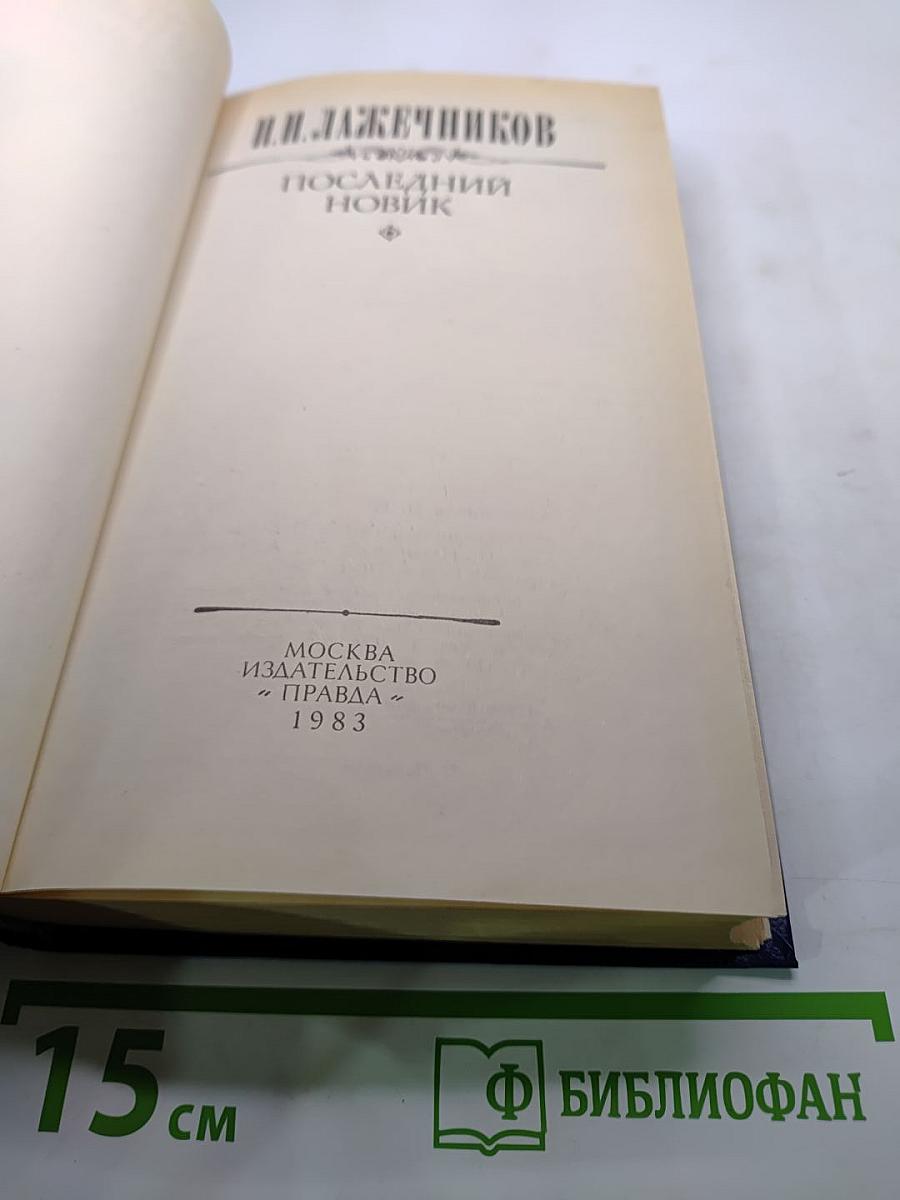 И.И.ЛАЖЕЧНИКОВ
ПОСЛЕДНИЙ
НОВИК
МОСКВА
ИЗДАТЕЛЬСТВО
„ ПРАВДА „
1983
15 см
Ф БИБЛИОФАН